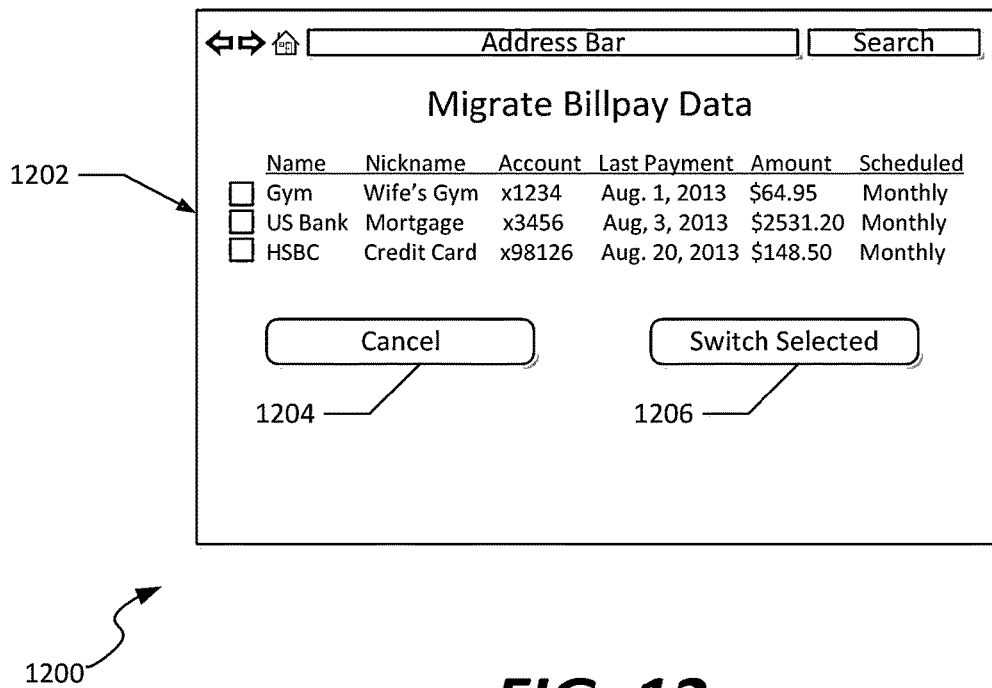 Address Bar Search
Migrate Billpay Data
Name Nickname Account Last Payment Amount Scheduled
1202
Gym Wife's Gym x1234 Aug. 1, 2013 $64.95 Monthly
US Bank Mortgage x3456 Aug, 3, 2013 $2531.20 Monthly
HSBC Credit Card x98126 Aug. 20, 2013 $148.50 Monthly
Cancel Switch Selected
1204 1206
1200
FIG. 12